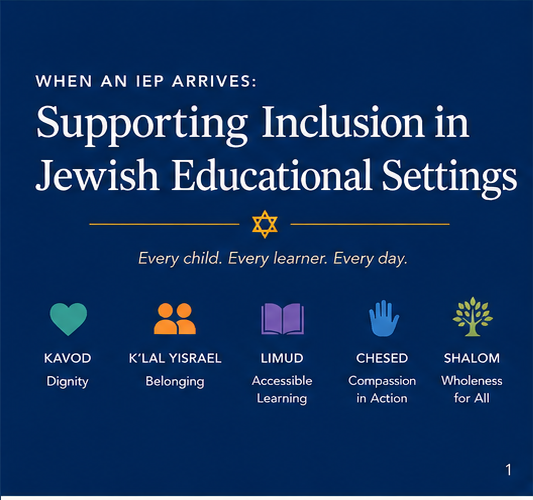 WHEN AN IEP ARRIVES:
Supporting Inclusion in
Jewish Educational Settings
Every child. Every learner. Every day.
KAVOD
Dignity
K'LAL YISRAEL
Belonging
LIMUD
Accessible
Learning
CHESED
Compassion
in Action
SHALOM
Wholeness
for All
1